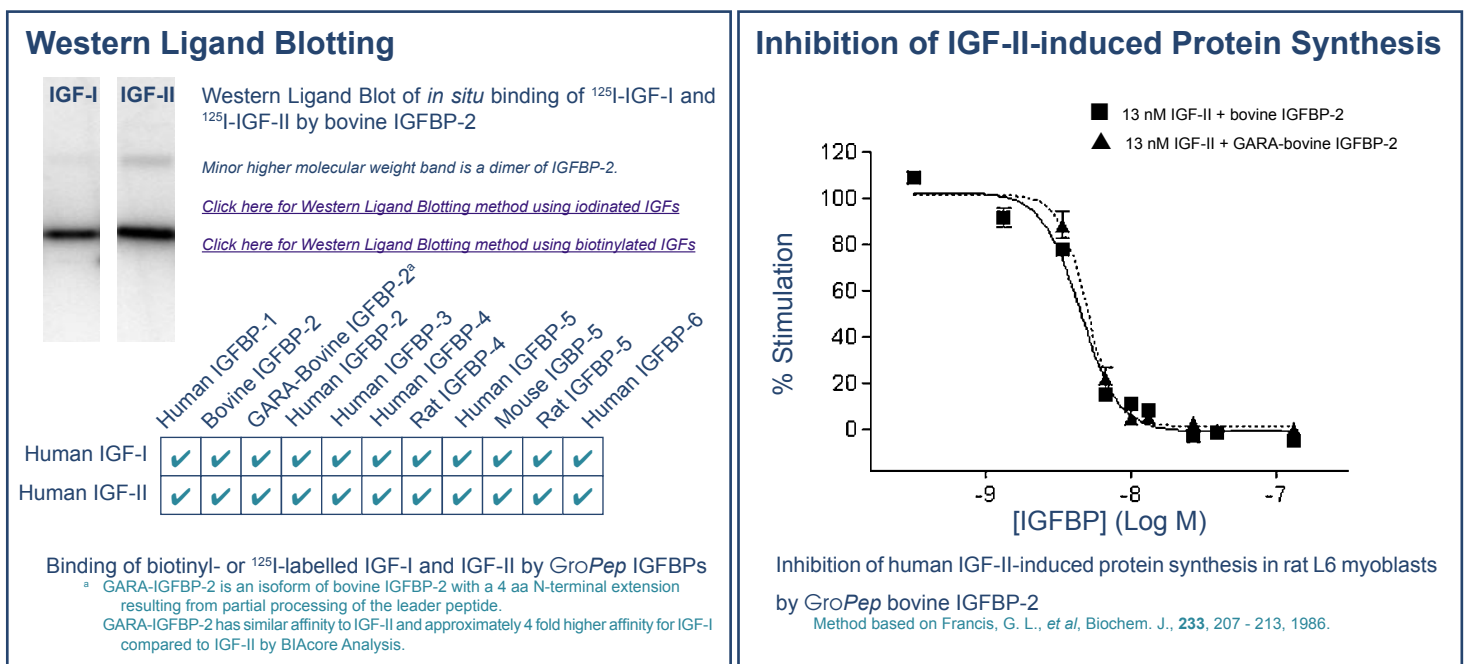 Western Ligand Blotting
IGF-I
IGF-II
Western Ligand Blot of in situ binding of ¹²⁵I-IGF-I and
¹²⁵I-IGF-II by bovine IGFBP-2
Minor higher molecular weight band is a dimer of IGFBP-2.
Click here for Western Ligand Blotting method using iodinated IGFs
Click here for Western Ligand Blotting method using biotinylated IGFs
Human IGFBP-1
Bovine IGFBP-2
GARA-Bovine IGFBP-2ᵃ
Human IGFBP-2
Human IGFBP-3
Human IGFBP-4
Rat IGFBP-4
Human IGFBP-5
Mouse IGBP-5
Rat IGFBP-5
Human IGFBP-6
Human IGF-I ✔ ✔ ✔ ✔ ✔ ✔ ✔ ✔ ✔ ✔ ✔
Human IGF-II ✔ ✔ ✔ ✔ ✔ ✔ ✔ ✔ ✔ ✔ ✔
Binding of biotinyl- or ¹²⁵I-labelled IGF-I and IGF-II by GroPep IGFBPs
ᵃ GARA-IGFBP-2 is an isoform of bovine IGFBP-2 with a 4 aa N-terminal extension
resulting from partial processing of the leader peptide.
GARA-IGFBP-2 has similar affinity to IGF-II and approximately 4 fold higher affinity for IGF-I
compared to IGF-II by BIAcore Analysis.
Inhibition of IGF-II-induced Protein Synthesis
13 nM IGF-II + bovine IGFBP-2
13 nM IGF-II + GARA-bovine IGFBP-2
% Stimulation
120
100
80
60
40
20
0
-9 -8 -7
[IGFBP] (Log M)
Inhibition of human IGF-II-induced protein synthesis in rat L6 myoblasts
by GroPep bovine IGFBP-2
Method based on Francis, G. L., et al, Biochem. J., 233, 207 - 213, 1986.